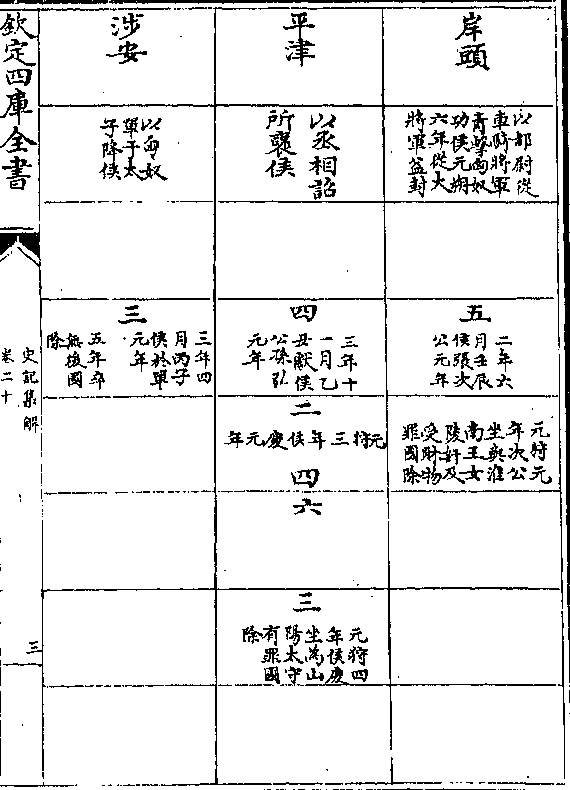 岸頭
以都尉從
車騎將軍
青擊匈奴
功侯元朔
六年從大
將軍益封
五
二年六
月壬辰
侯張次
公元年
元狩元
年次公
坐與淮
南王女
陵奸及
受財物
罪國除
平津
以丞相詔
所褒侯
四
三年十
一月乙
丑獻侯
公孫弘
元年
二
元狩三年侯慶元年
四
六
三
元狩四
年侯慶
坐為山
陽太守
有罪國
除
涉安
以匈奴
單于太
子降侯
三
三年四
月丙子
侯於單
元年
五年卒
無後國
除
欽定四庫全書
史記集解
卷二十
三